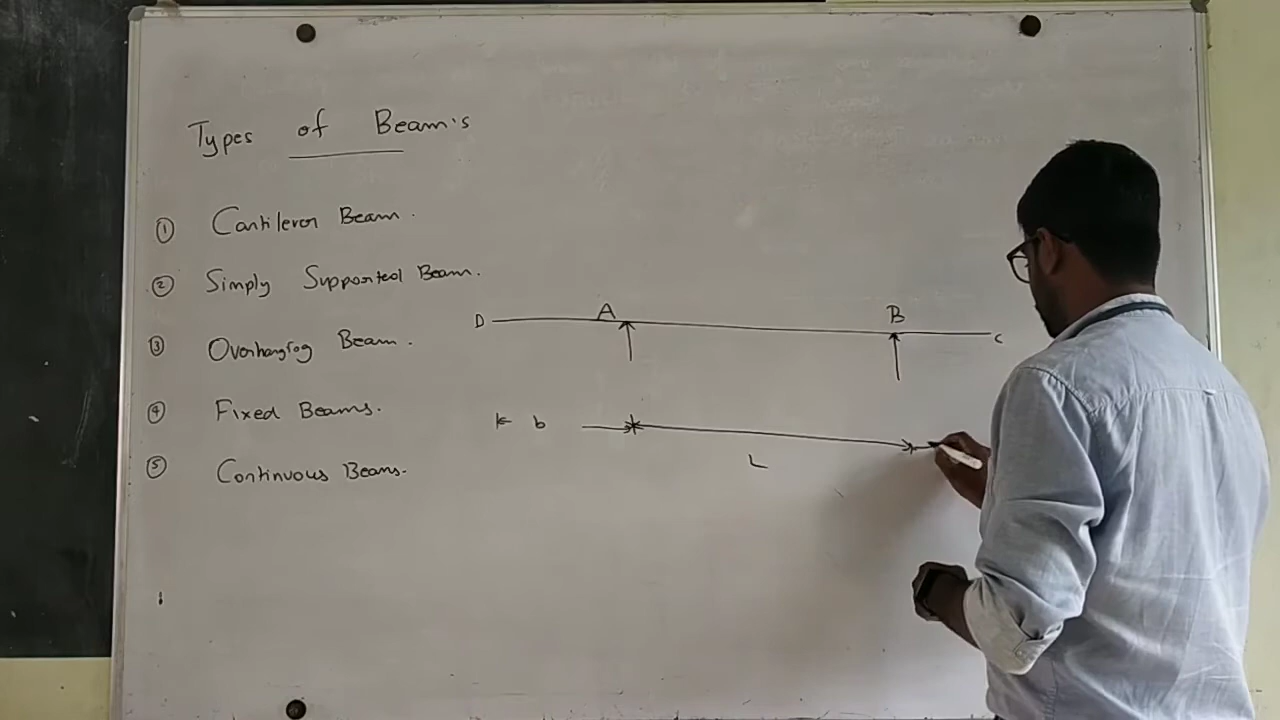 Types of Beam's
① Cantilever Beam.
② Simply Supported Beam.
③ Overhanging Beam.
④ Fixed Beams.
⑤ Continuous Beams.
D A B C
b L